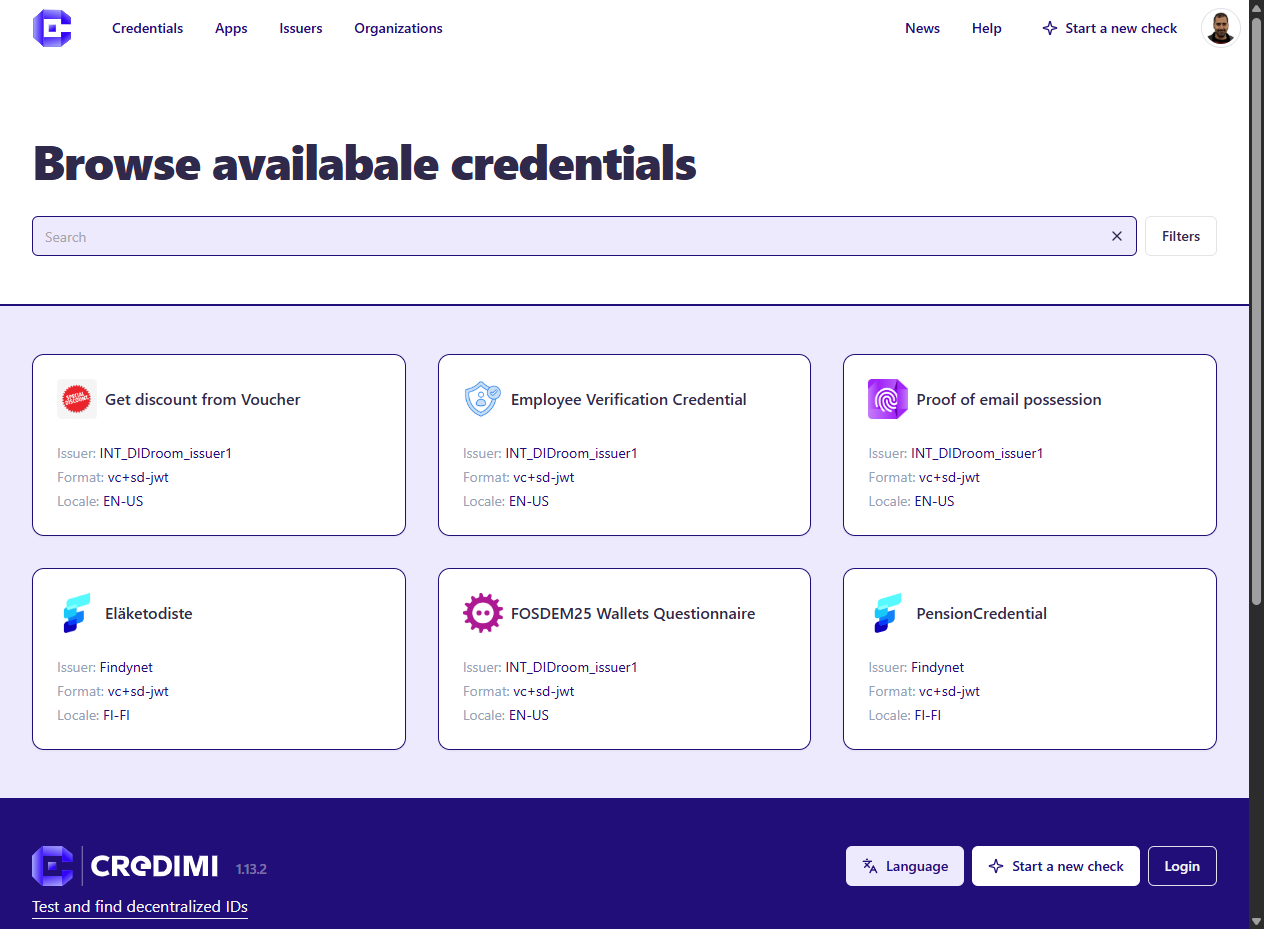 Credentials Apps Issuers Organizations News Help Start a new check
Browse availabale credentials
Search Filters
Get discount from Voucher
Issuer: INT_DIDroom_issuer1
Format: vc+sd-jwt
Locale: EN-US
Employee Verification Credential
Issuer: INT_DIDroom_issuer1
Format: vc+sd-jwt
Locale: EN-US
Proof of email possession
Issuer: INT_DIDroom_issuer1
Format: vc+sd-jwt
Locale: EN-US
Eläketodiste
Issuer: Findynet
Format: vc+sd-jwt
Locale: FI-FI
FOSDEM25 Wallets Questionnaire
Issuer: INT_DIDroom_issuer1
Format: vc+sd-jwt
Locale: EN-US
PensionCredential
Issuer: Findynet
Format: vc+sd-jwt
Locale: FI-FI
CREDIMI 1.13.2
Language Start a new check Login
Test and find decentralized IDs